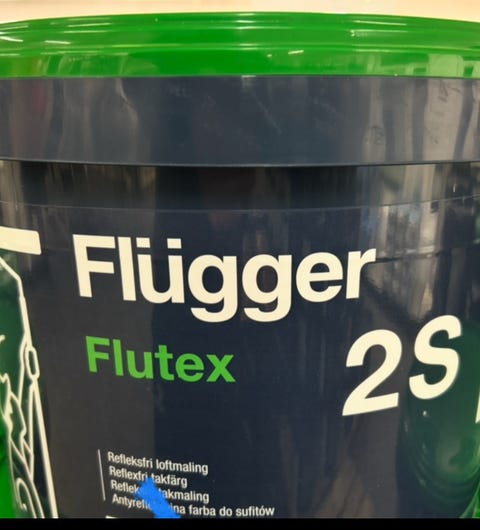 Flügger
Flutex
2S
Refleksfri loftmaling
Reflexfri takfärg
takmaling
farba do sufitów